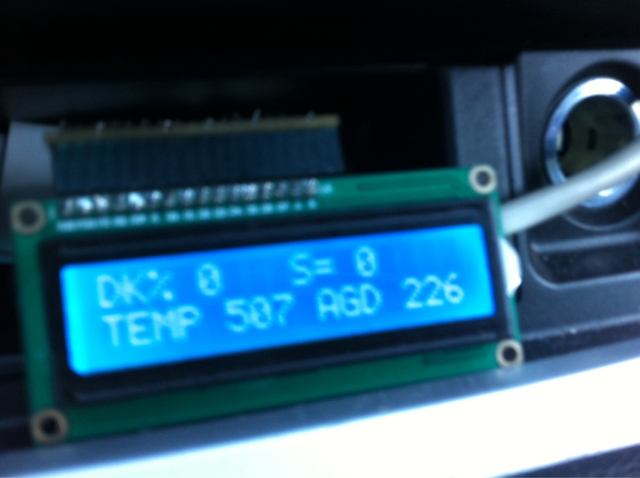 DK% 0 S= 0
TEMP 507 AGD 226